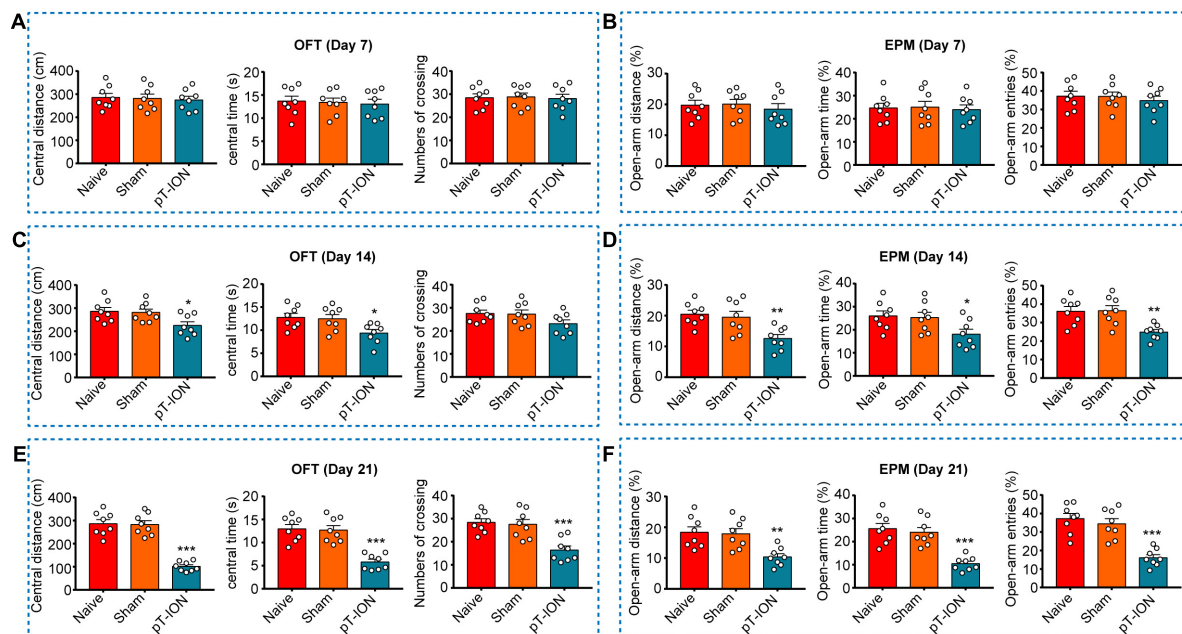 A
OFT (Day 7)
Central distance (cm)
400
300
200
100
0
Naive
Sham
pT-ION
central time (s)
20
15
10
5
0
Naive
Sham
pT-ION
Numbers of crossing
50
40
30
20
10
0
Naive
Sham
pT-ION
B
EPM (Day 7)
Open-arm distance (%)
30
20
10
0
Naive
Sham
pT-ION
Open-arm time (%)
40
30
20
10
0
Naive
Sham
pT-ION
Open-arm entries (%)
50
40
30
20
10
0
Naive
Sham
pT-ION
C
OFT (Day 14)
Central distance (cm)
400
300
200
100
0
*
Naive
Sham
pT-ION
central time (s)
20
15
10
5
0
*
Naive
Sham
pT-ION
Numbers of crossing
40
30
20
10
0
Naive
Sham
pT-ION
D
EPM (Day 14)
Open-arm distance (%)
30
20
10
0
**
Naive
Sham
pT-ION
Open-arm time (%)
40
30
20
10
0
*
Naive
Sham
pT-ION
Open-arm entries (%)
50
40
30
20
10
0
**
Naive
Sham
pT-ION
E
OFT (Day 21)
Central distance (cm)
400
300
200
100
0
***
Naive
Sham
pT-ION
central time (s)
20
15
10
5
0
***
Naive
Sham
pT-ION
Numbers of crossing
40
30
20
10
0
***
Naive
Sham
pT-ION
F
EPM (Day 21)
Open-arm distance (%)
30
20
10
0
**
Naive
Sham
pT-ION
Open-arm time (%)
40
30
20
10
0
***
Naive
Sham
pT-ION
Open-arm entries (%)
50
40
30
20
10
0
***
Naive
Sham
pT-ION